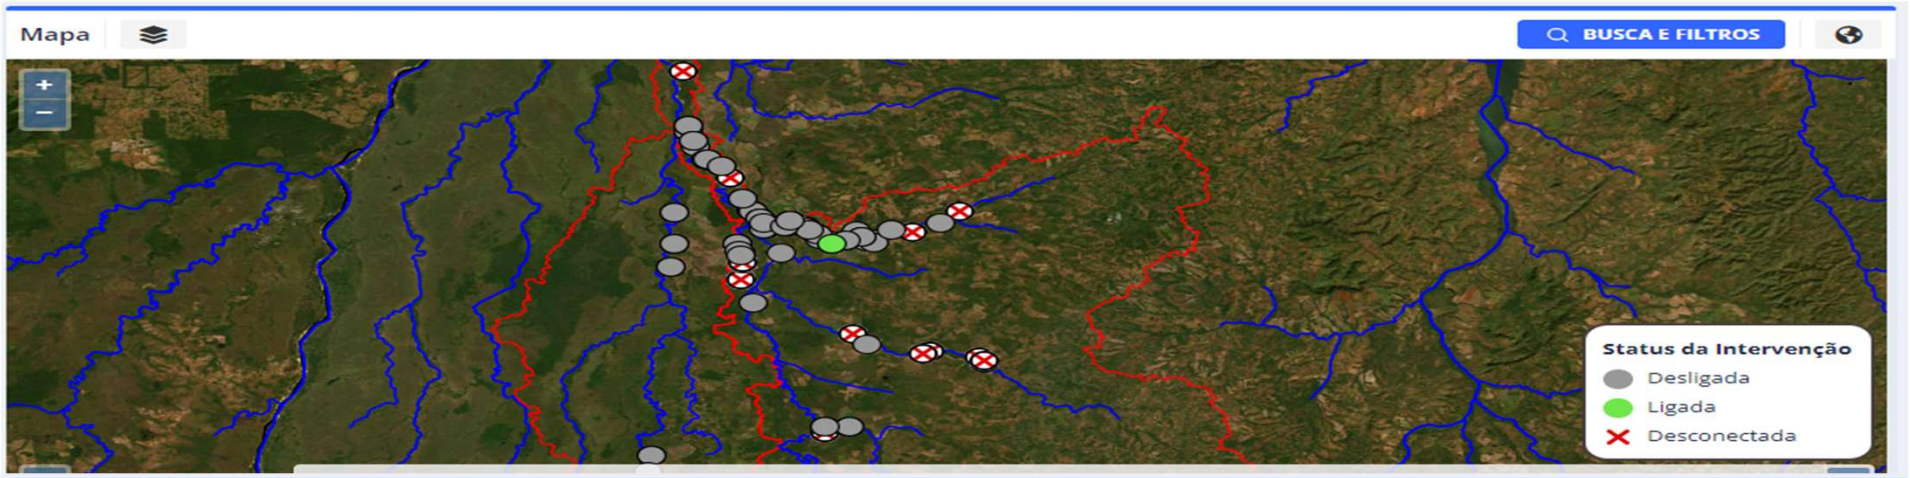 Mapa
BUSCA E FILTROS
+
−
Status da Intervenção
Desligada
Ligada
Desconectada